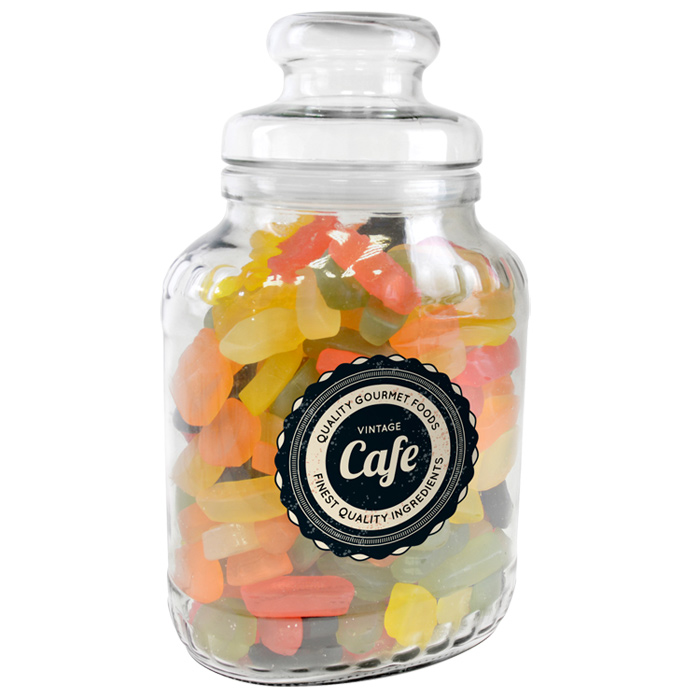 QUALITY GOURMET FOODS
VINTAGE
Cafe
FINEST QUALITY INGREDIENTS